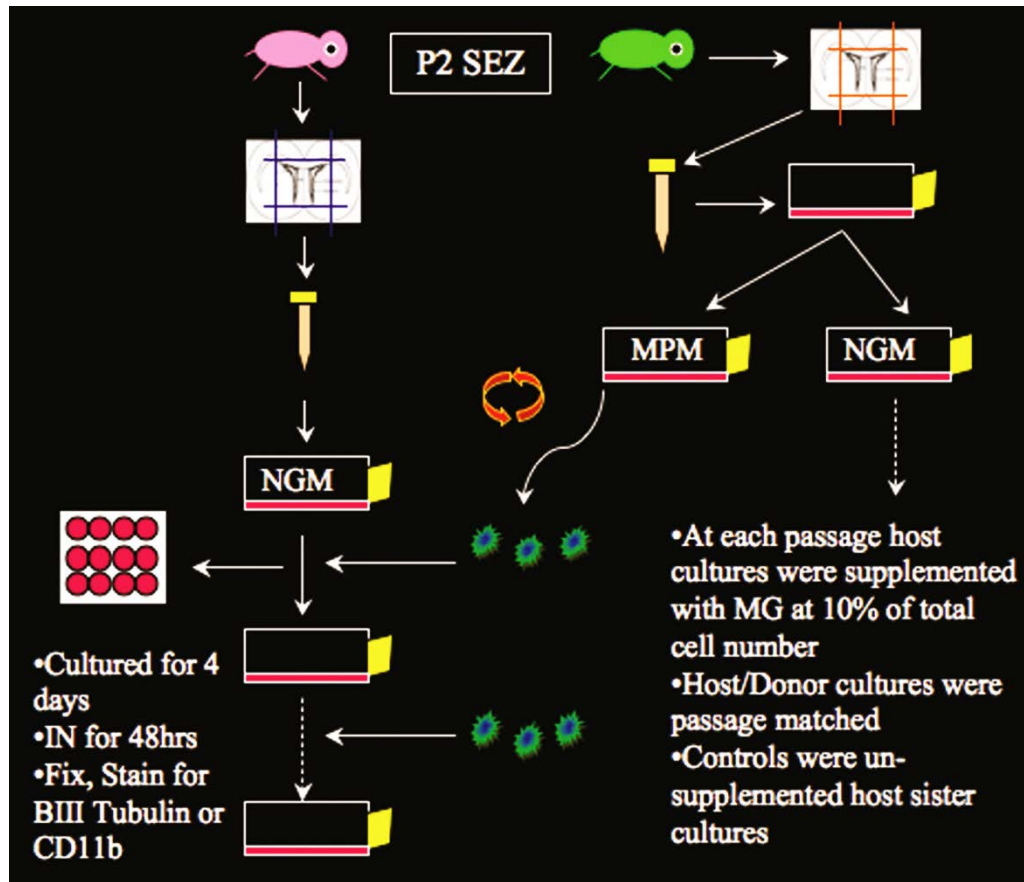 P2 SEZ
MPM
NGM
NGM
•At each passage host
cultures were supplemented
with MG at 10% of total
cell number
•Host/Donor cultures were
passage matched
•Controls were un-
supplemented host sister
cultures
•Cultured for 4
days
•IN for 48hrs
•Fix, Stain for
BIII Tubulin or
CD11b